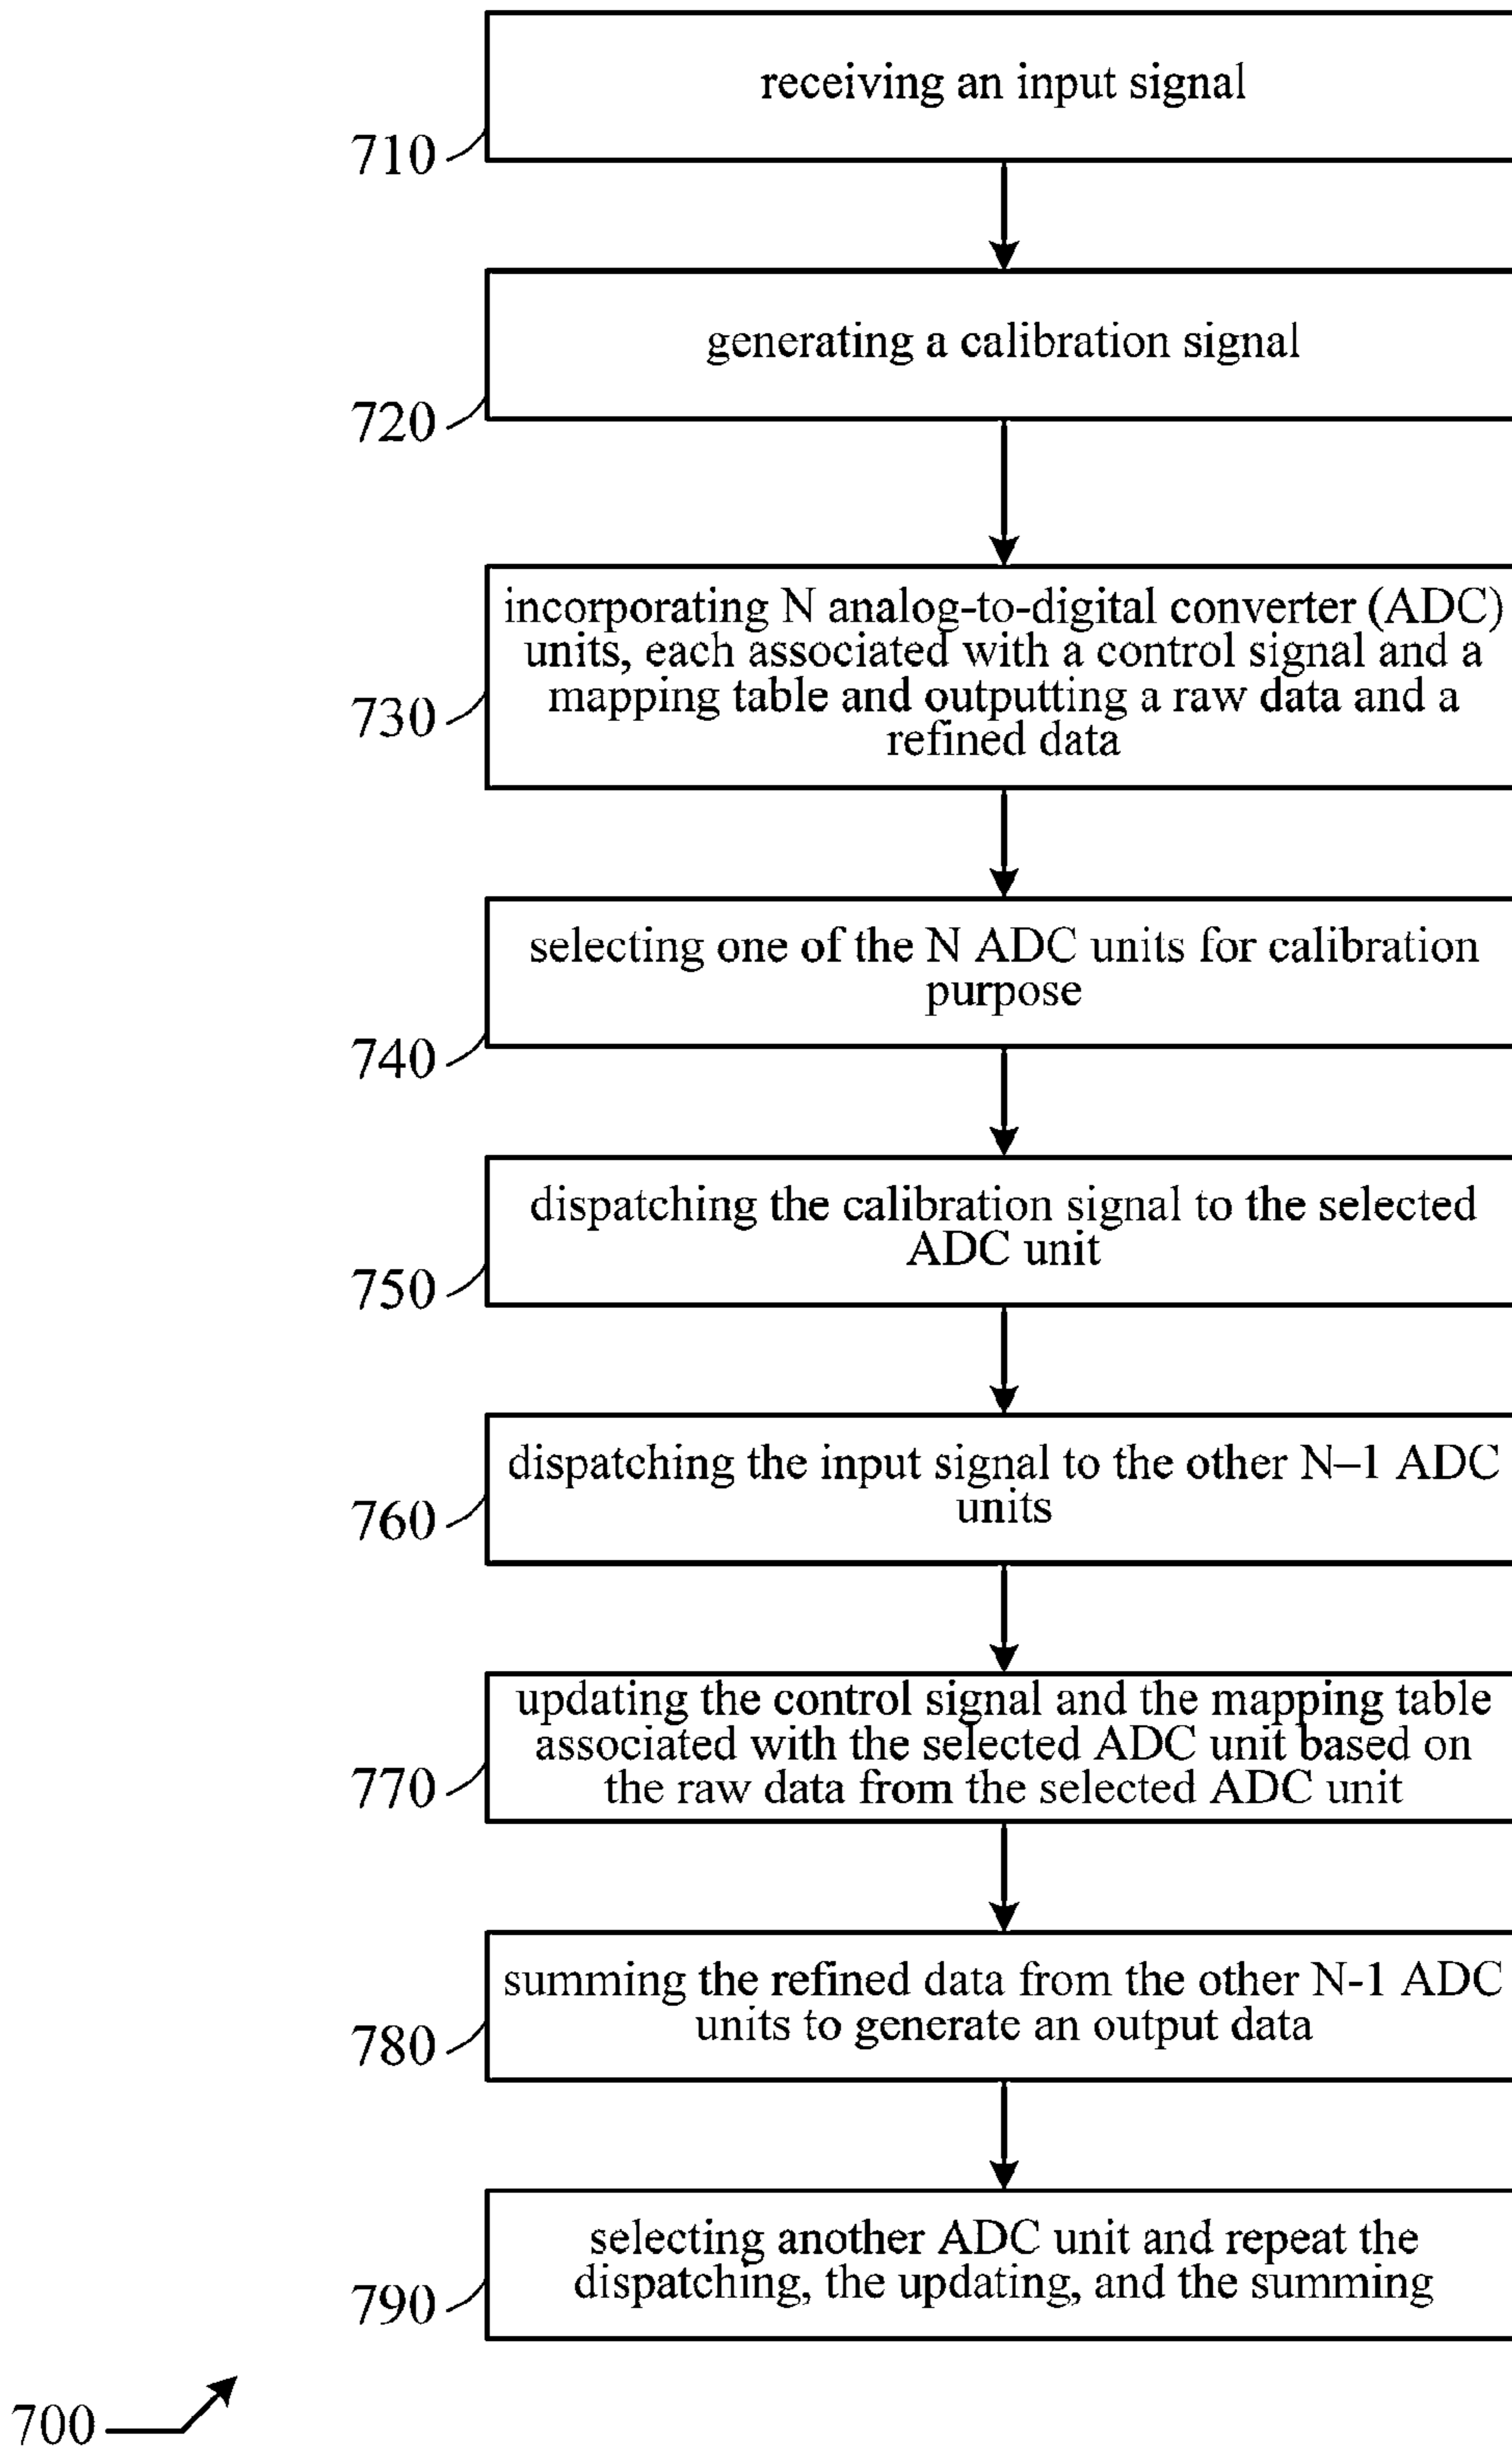 receiving an input signal
710
generating a calibration signal
720
incorporating N analog-to-digital converter (ADC)
units, each associated with a control signal and a
mapping table and outputting a raw data and a
refined data
730
selecting one of the N ADC units for calibration
purpose
740
dispatching the calibration signal to the selected
ADC unit
750
dispatching the input signal to the other N–1 ADC
units
760
updating the control signal and the mapping table
associated with the selected ADC unit based on
the raw data from the selected ADC unit
770
summing the refined data from the other N-1 ADC
units to generate an output data
780
selecting another ADC unit and repeat the
dispatching, the updating, and the summing
790
700